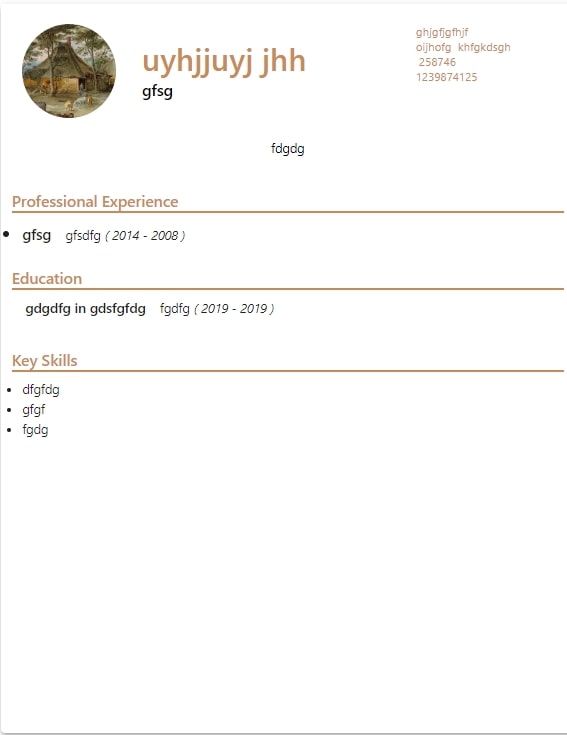 uyhjjuyj jhh
gfsg
ghjgfjgfhjf
oijhofg khfgkdsgh
258746
1239874125
fdgdg
Professional Experience
gfsg gfsdfg ( 2014 - 2008 )
Education
gdgdfg in gdsfgfdg fgdfg ( 2019 - 2019 )
Key Skills
dfgfdg
gfgf
fgdg